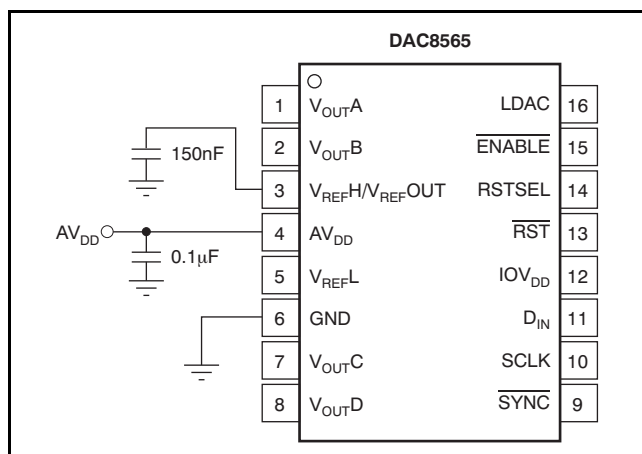 DAC8565
1 VOUTA LDAC 16
2 VOUTB ENABLE 15
150nF
3 VREFH/VREFOUT RSTSEL 14
AVDD 4 AVDD RST 13
0.1µF
5 VREFL IOVDD 12
6 GND DIN 11
7 VOUTC SCLK 10
8 VOUTD SYNC 9